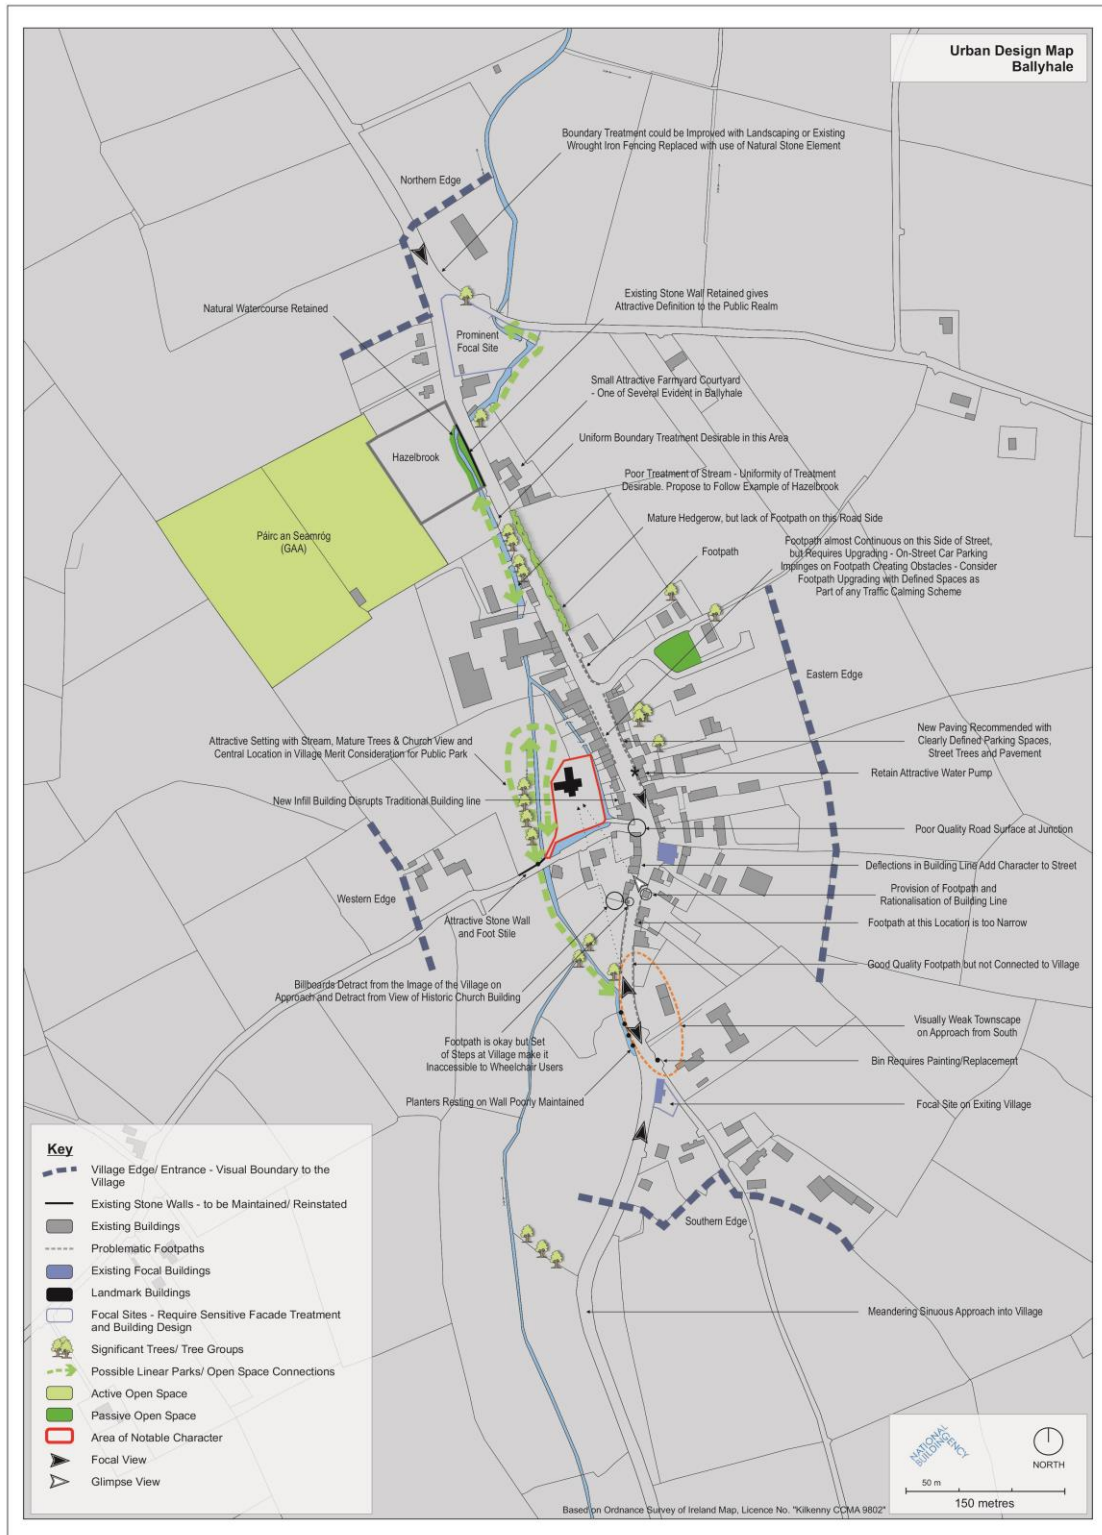 Urban Design Map
Ballyhale
Boundary Treatment could be Improved with Landscaping or Existing
Wrought Iron Fencing Replaced with use of Natural Stone Element
Northern Edge
Natural Watercourse Retained
Existing Stone Wall Retained gives
Attractive Definition to the Public Realm
Prominent
Focal Site
Small Attractive Farmyard Courtyard
- One of Several Evident in Ballyhale
Hazelbrook
Uniform Boundary Treatment Desirable in this Area
Poor Treatment of Stream - Uniformity of Treatment
Desirable. Propose to Follow Example of Hazelbrook
Mature Hedgerow, but lack of Footpath on this Road Side
Páirc an Seámróg
(GAA)
Footpath
Footpath almost Continuous on this Side of Street,
but Requires Upgrading - On-Street Car Parking
Impinges on Footpath Creating Obstacles - Consider
Footpath Upgrading with Defined Spaces as
Part of any Traffic Calming Scheme
Eastern Edge
Attractive Setting with Stream, Mature Trees & Church View and
Central Location in Village Merit Consideration for Public Park
New Paving Recommended with
Clearly Defined Parking Spaces,
Street Trees and Pavement
Retain Attractive Water Pump
New Infill Building Disrupts Traditional Building line
Poor Quality Road Surface at Junction
Deflections in Building Line Add Character to Street
Western Edge
Provision of Footpath and
Rationalisation of Building Line
Attractive Stone Wall
and Foot Stile
Footpath at this Location is too Narrow
Good Quality Footpath but not Connected to Village
Billboards Detract from the Image of the Village on
Approach and Detract from View of Historic Church Building
Visually Weak Townscape
on Approach from South
Footpath is okay but Set
of Steps at Village make it
Inaccessible to Wheelchair Users
Bin Requires Painting/Replacement
Planters Resting on Wall Poorly Maintained
Focal Site on Exiting Village
Southern Edge
Meandering Sinuous Approach into Village
Key
Village Edge/ Entrance - Visual Boundary to the
Village
Existing Stone Walls - to be Maintained/ Reinstated
Existing Buildings
Problematic Footpaths
Existing Focal Buildings
Landmark Buildings
Focal Sites - Require Sensitive Facade Treatment
and Building Design
Significant Trees/ Tree Groups
Possible Linear Parks/ Open Space Connections
Active Open Space
Passive Open Space
Area of Notable Character
Focal View
Glimpse View
NATIONAL
BUILDINGENCY
NORTH
50 m
150 metres
Based on Ordnance Survey of Ireland Map, Licence No. "Kilkenny CCMA 9802"